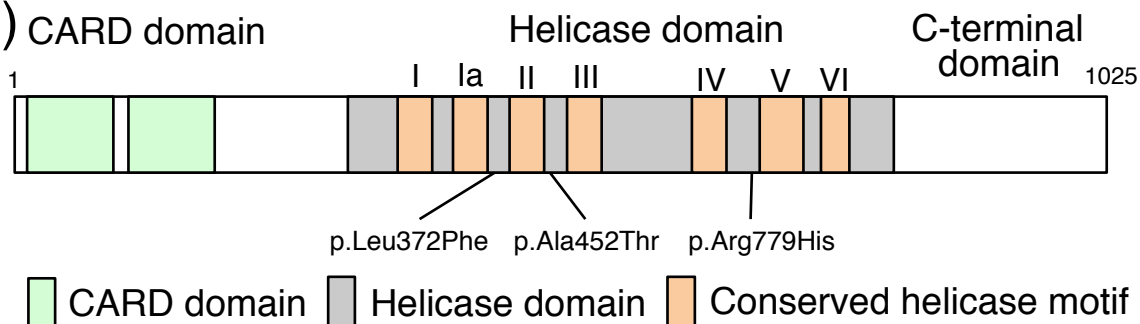 ) CARD domain Helicase domain C-terminal
domain
1 I Ia II III IV V VI 1025
p.Leu372Phe p.Ala452Thr p.Arg779His
CARD domain Helicase domain Conserved helicase motif